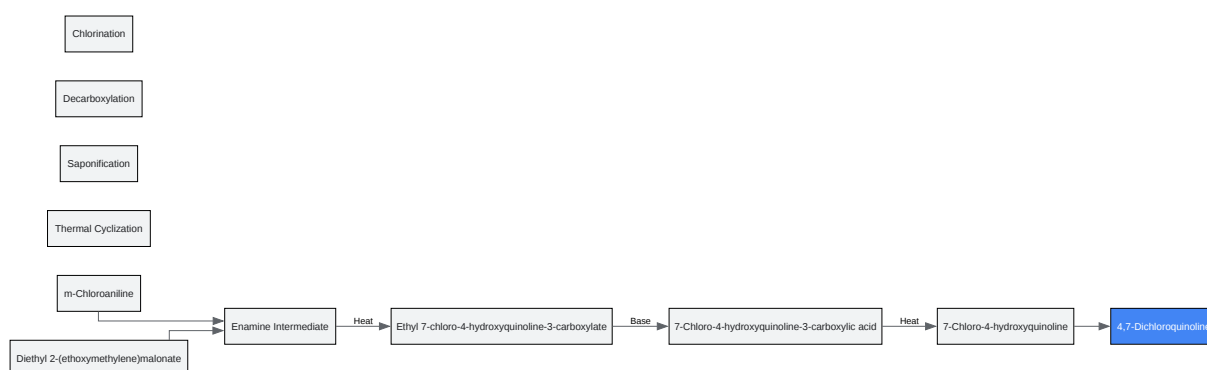 Chlorination
Decarboxylation
Saponification
Thermal Cyclization
m-Chloroaniline
Diethyl 2-(ethoxymethylene)malonate
Enamine Intermediate
Heat
Ethyl 7-chloro-4-hydroxyquinoline-3-carboxylate
Base
7-Chloro-4-hydroxyquinoline-3-carboxylic acid
Heat
7-Chloro-4-hydroxyquinoline
4,7-Dichloroquinoline